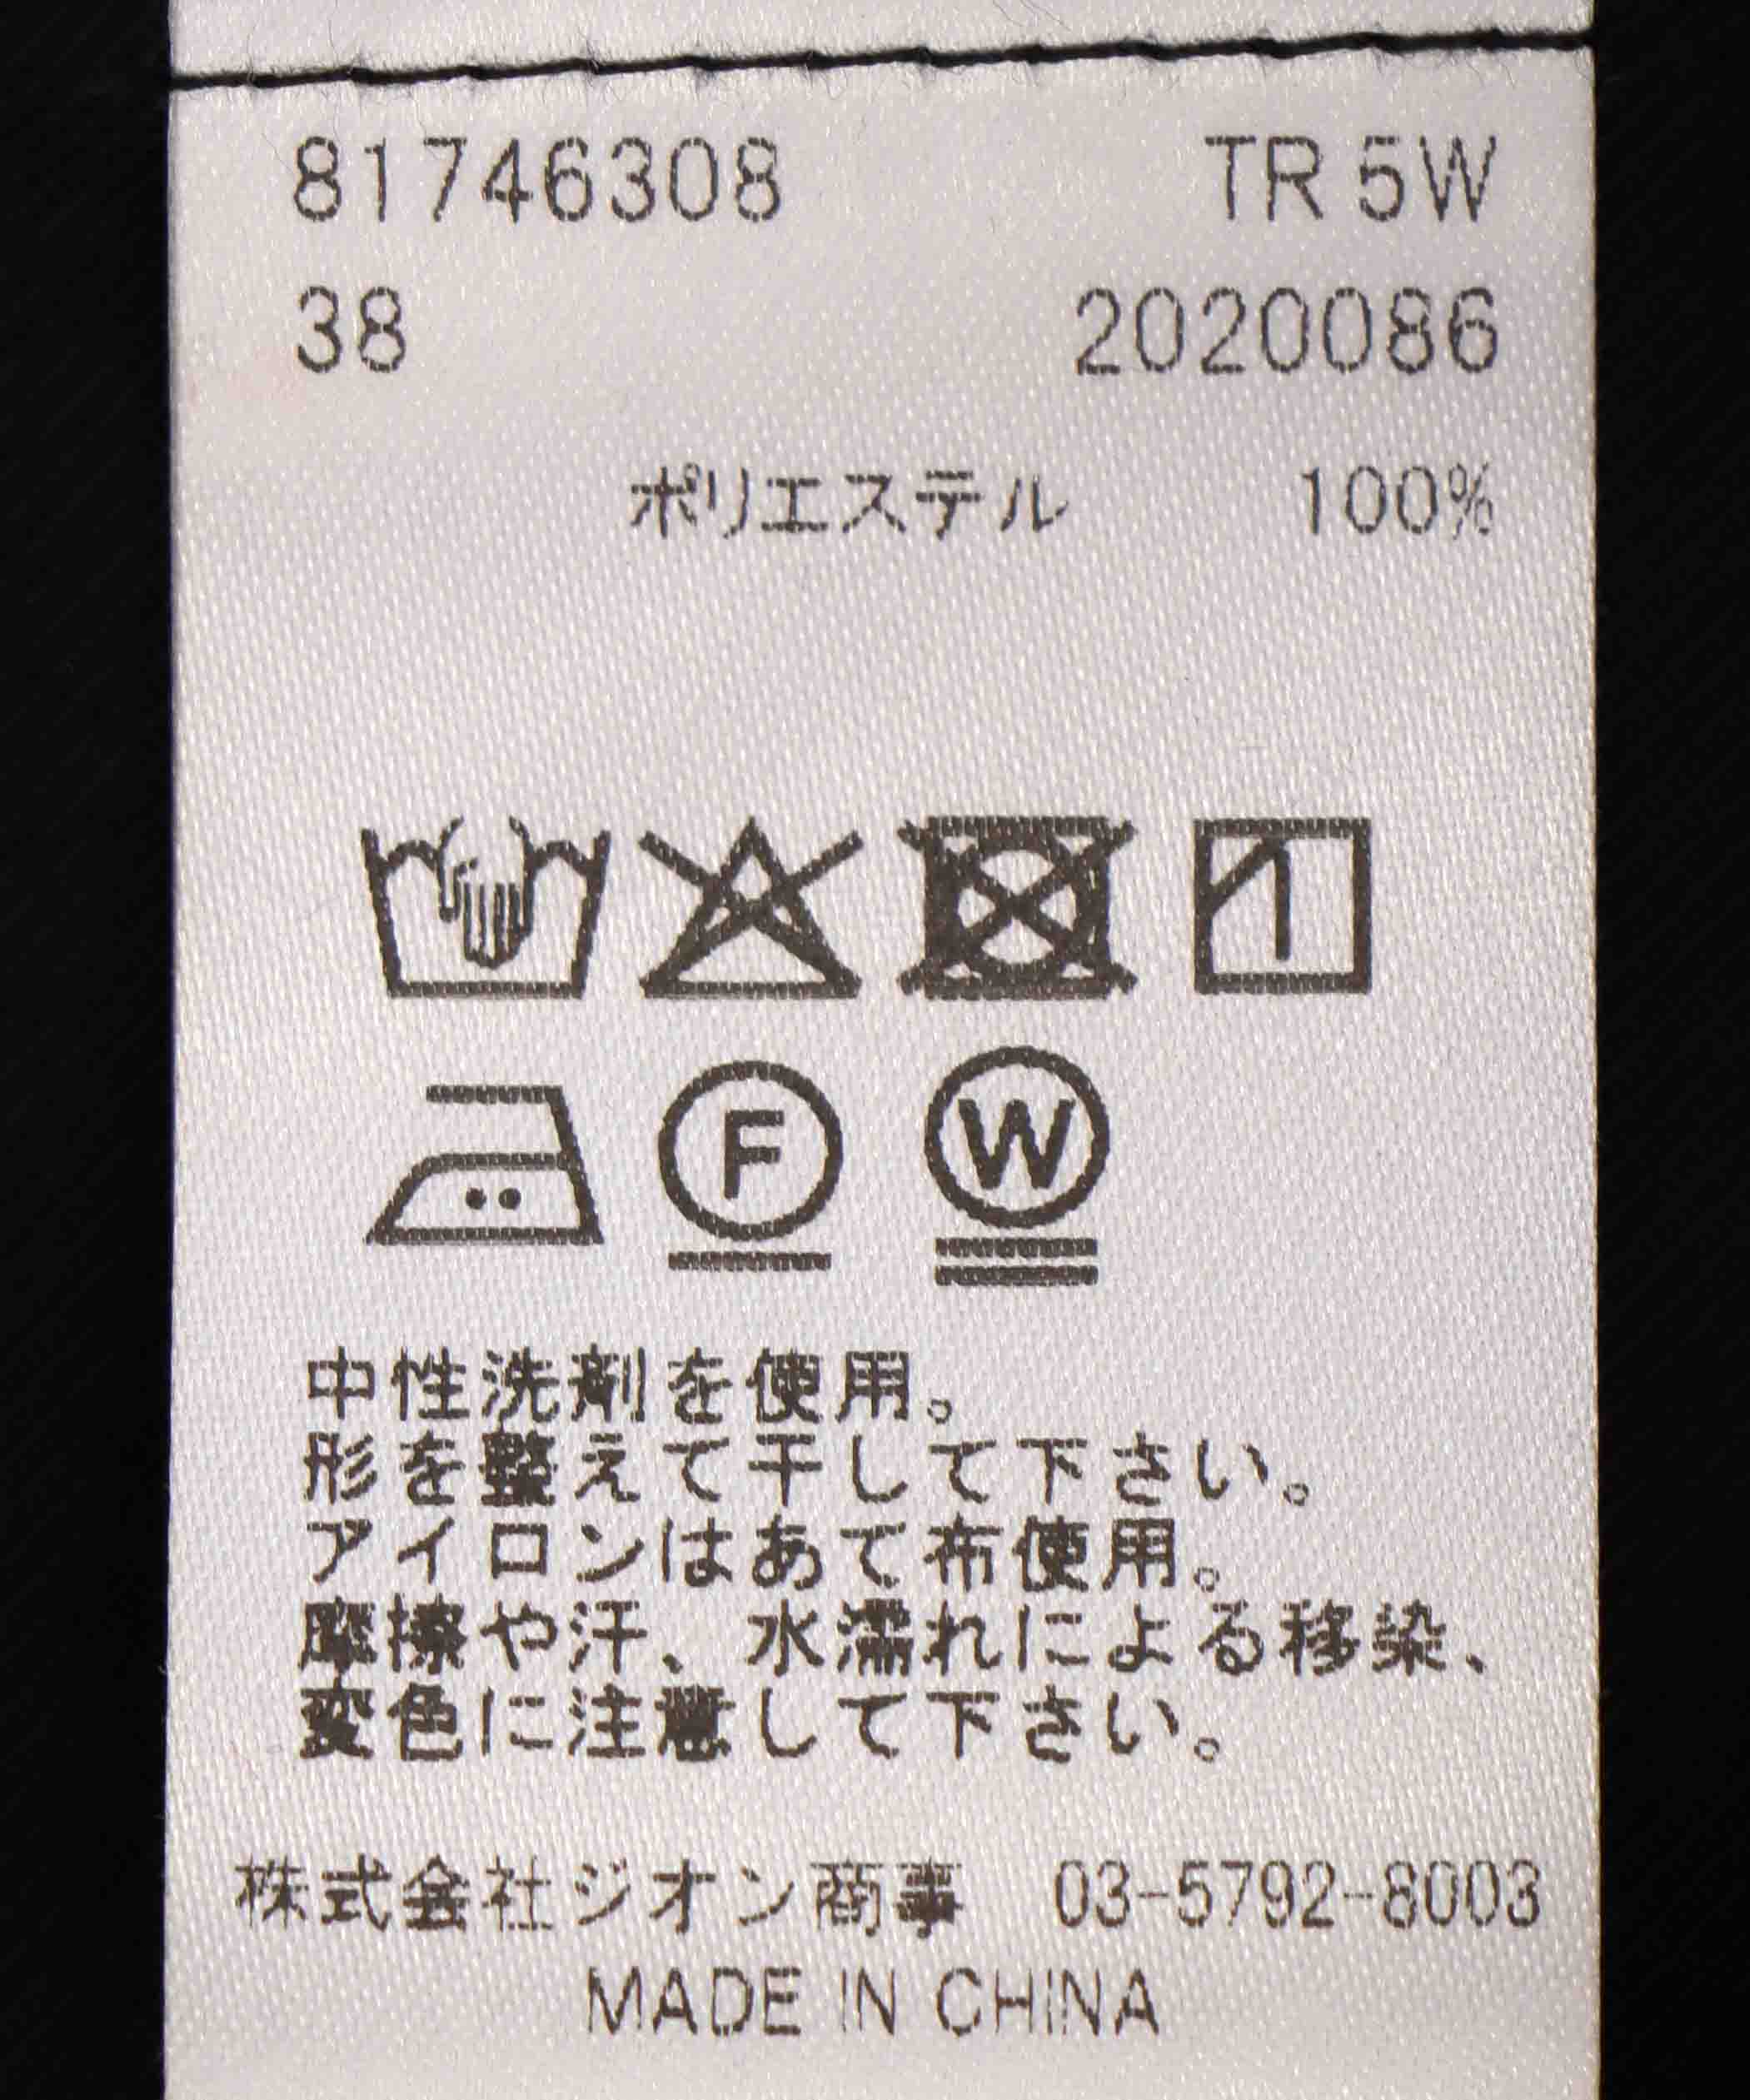 81746308 TR 5W
38 2020086
ポリエステル 100%
F W
中性洗剤を使用。
形を整えて干して下さい。
アイロンはあて布使用。
摩擦や汗、水濡れによる移染、
変色に注意して下さい。
株式会社ジオン商事 03-5792-8003
MADE IN CHINA